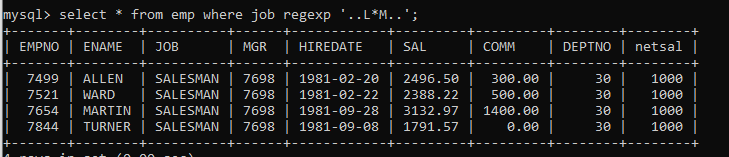 mysql> select * from emp where job regexp '..L*M..';
+-------+--------+----------+------+------------+---------+---------+--------+--------+
| EMPNO | ENAME | JOB | MGR | HIREDATE | SAL | COMM | DEPTNO | netsal |
| 7499 | ALLEN | SALESMAN | 7698 | 1981-02-20 | 2496.50 | 300.00 | 30 | 1000 |
| 7521 | WARD | SALESMAN | 7698 | 1981-02-22 | 2388.22 | 500.00 | 30 | 1000 |
| 7654 | MARTIN | SALESMAN | 7698 | 1981-09-28 | 3132.97 | 1400.00 | 30 | 1000 |
| 7844 | TURNER | SALESMAN | 7698 | 1981-09-08 | 1791.57 | 0.00 | 30 | 1000 |
4 rows in set (0.00 sec)